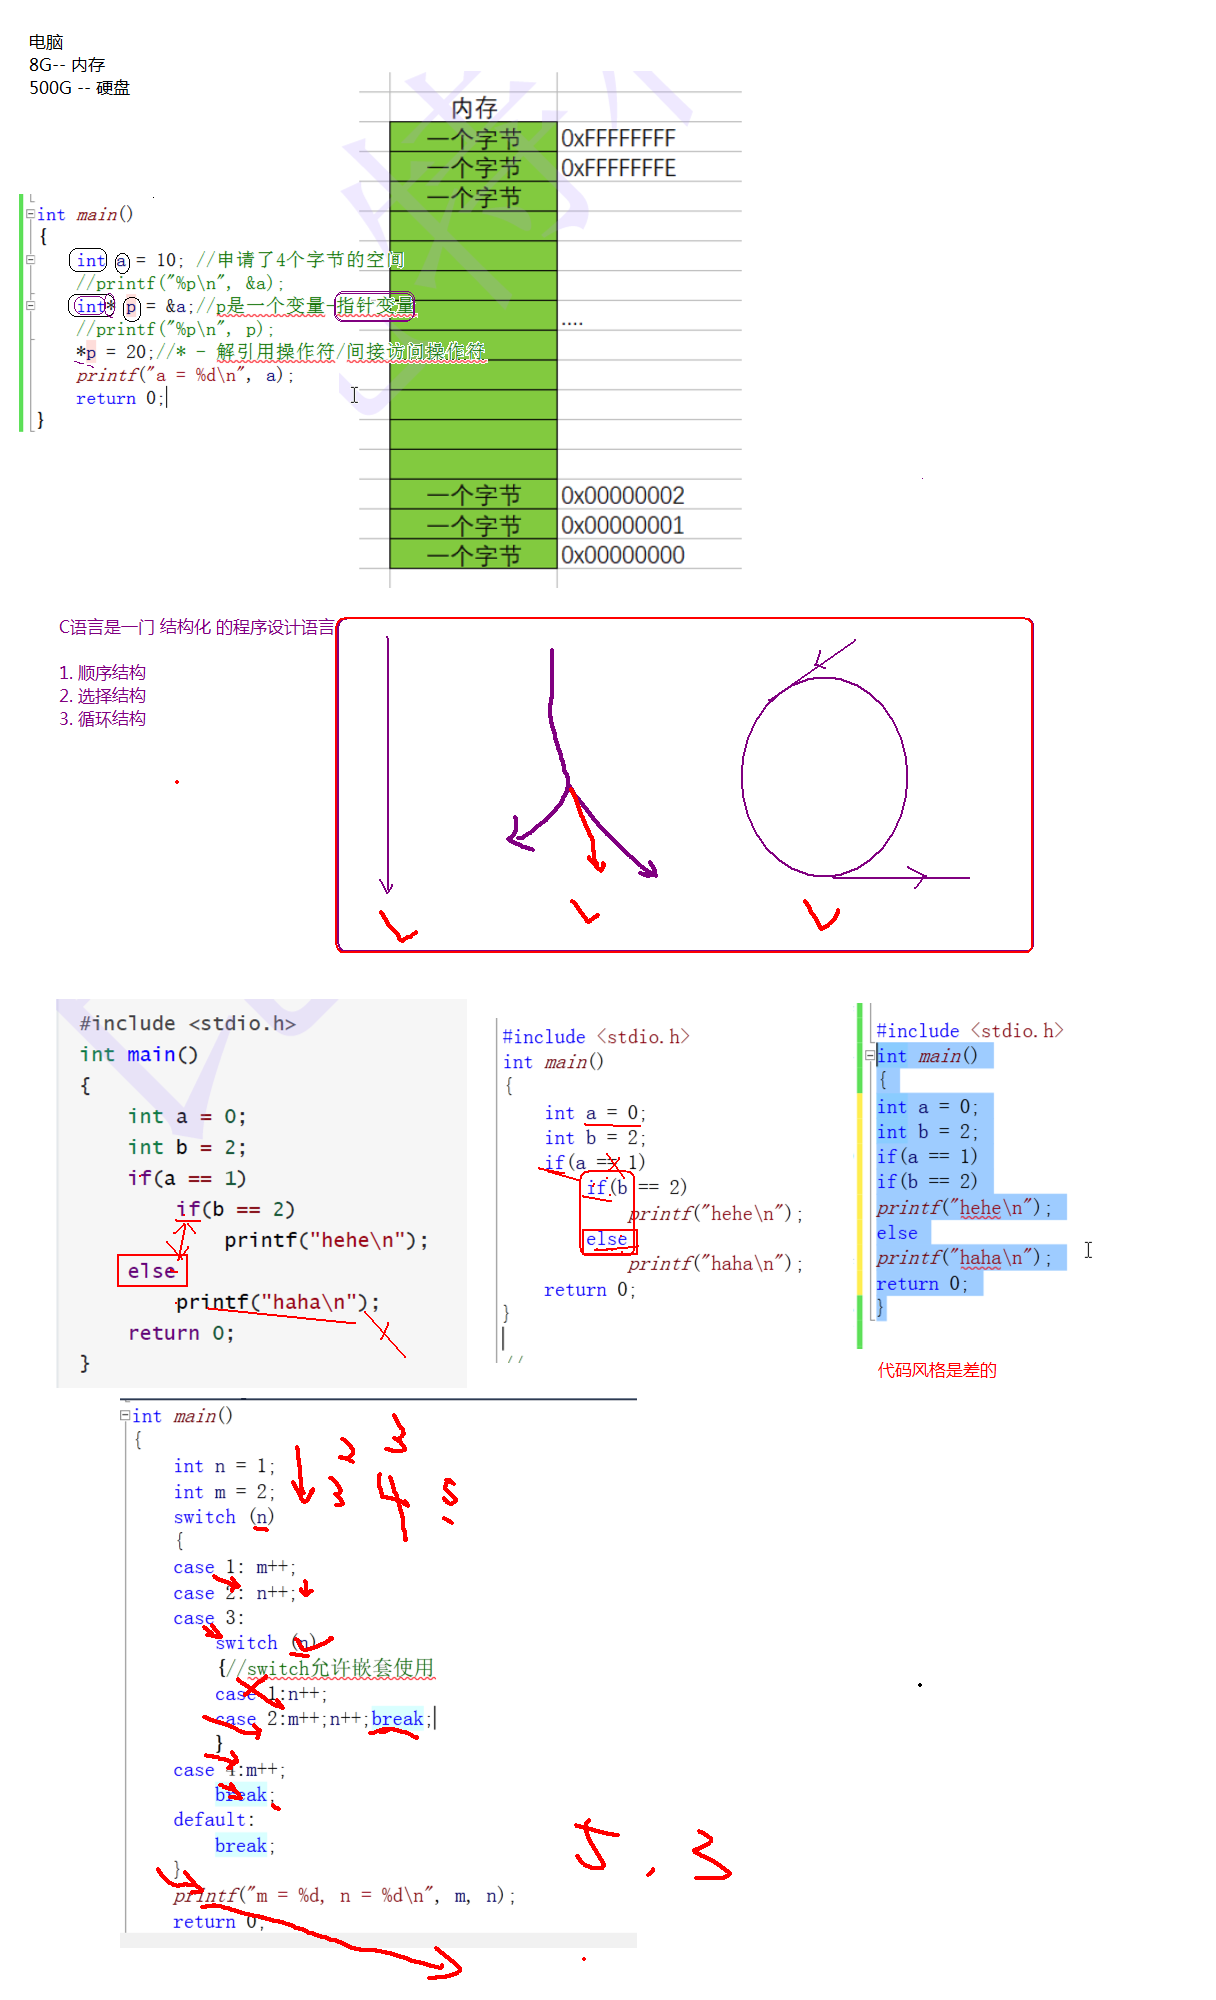 电脑
8G-- 内存
500G -- 硬盘
内存
一个字节 0xFFFFFFFF
一个字节 0xFFFFFFFE
一个字节
....
一个字节 0x00000002
一个字节 0x00000001
一个字节 0x00000000
int main()
{
int a = 10; //申请了4个字节的空间
//printf("%p\n", &a);
int* p = &a;//p是一个变量-指针变量
//printf("%p\n", p);
*p = 20;//* - 解引用操作符/间接访问操作符
printf("a = %d\n", a);
return 0;
}
C语言是一门 结构化 的程序设计语言
1. 顺序结构
2. 选择结构
3. 循环结构
#include <stdio.h>
int main()
{
int a = 0;
int b = 2;
if(a == 1)
if(b == 2)
printf("hehe\n");
else
printf("haha\n");
return 0;
}
#include <stdio.h>
int main()
{
int a = 0;
int b = 2;
if(a == 1)
if(b == 2)
printf("hehe\n");
else
printf("haha\n");
return 0;
}
//
#include <stdio.h>
int main()
{
int a = 0;
int b = 2;
if(a == 1)
if(b == 2)
printf("hehe\n");
else
printf("haha\n");
return 0;
}
代码风格是差的
int main()
{
int n = 1;
int m = 2;
switch (n)
{
case 1: m++;
case 2: n++;
case 3:
switch (n)
{//switch允许嵌套使用
case 1:n++;
case 2:m++;n++;break;
}
case 4:m++;
break;
default:
break;
}
printf("m = %d, n = %d\n", m, n);
return 0;
2 3
3 4 5
5 . 3